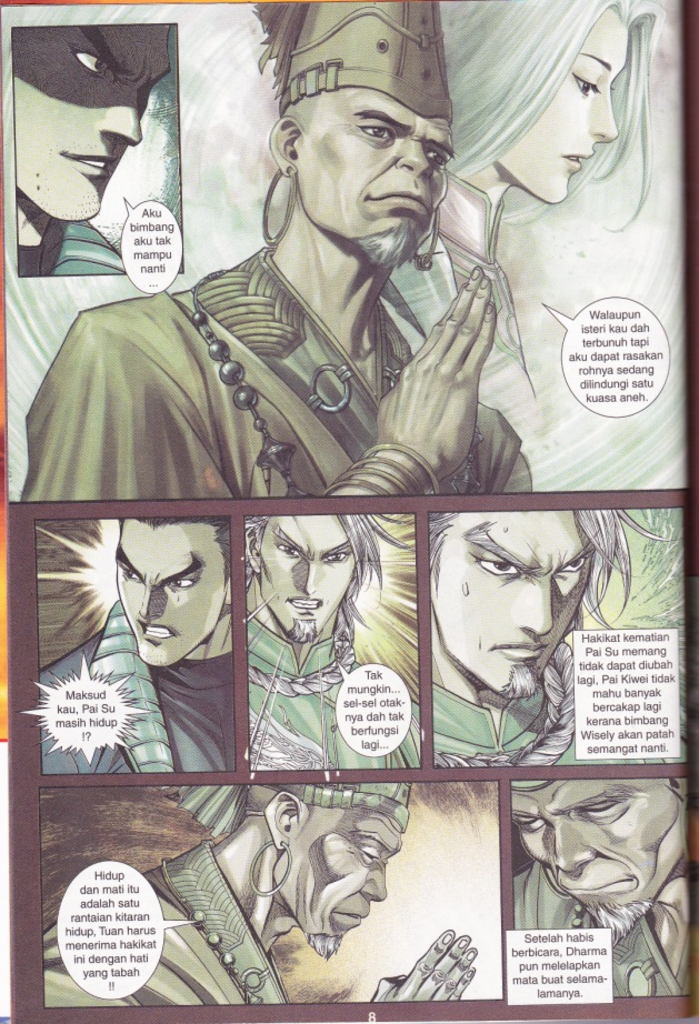 Aku
bimbang
aku tak
mampu
nanti
...
Walaupun
isteri kau dah
terbunuh tapi
aku dapat rasakan
rohnya sedang
dilindungi satu
kuasa aneh.
Maksud
kau, Pai Su
masih hidup
!?
Tak
mungkin...
sel-sel otak-
nya dah tak
berfungsi
lagi...
Hakikat kematian
Pai Su memang
tidak dapat diubah
lagi, Pai Kiwei tidak
mahu banyak
bercakap lagi
kerana bimbang
Wisely akan patah
semangat nanti.
Hidup
dan mati itu
adalah satu
rantaian kitaran
hidup, Tuan harus
menerima hakikat
ini dengan hati
yang tabah
!!
Setelah habis
berbicara, Dharma
pun melelapkan
mata buat selama-
lamanya.
8